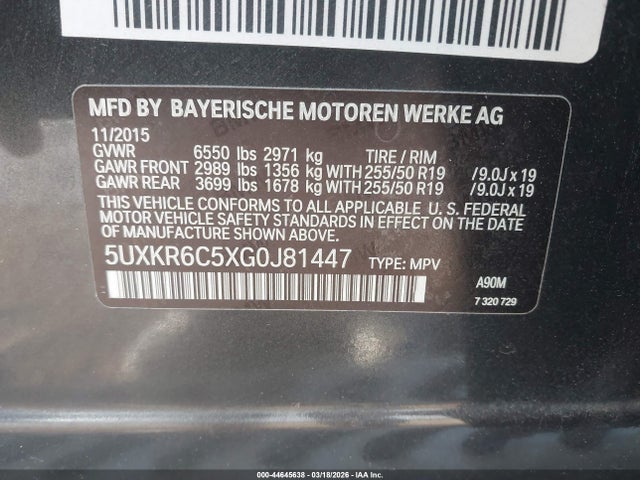 MFD BY BAYERISCHE MOTOREN WERKE AG
11/2015
GVWR 6550 lbs 2971 kg TIRE / RIM
GAWR FRONT 2989 lbs 1356 kg WITH 255/50 R19 /9.0J x 19
GAWR REAR 3699 lbs 1678 kg WITH 255/50 R19 /9.0J x 19
THIS VEHICLE CONFORMS TO ALL APPLICABLE U. S. FEDERAL
MOTOR VEHICLE SAFETY STANDARDS IN EFFECT ON THE DATE
OF MANUFACTURE SHOWN ABOVE.
5UXKR6C5XG0J81447 TYPE: MPV
A90M
7 320 729
000--44645638 - 03/18/2026 - IAA Inc.